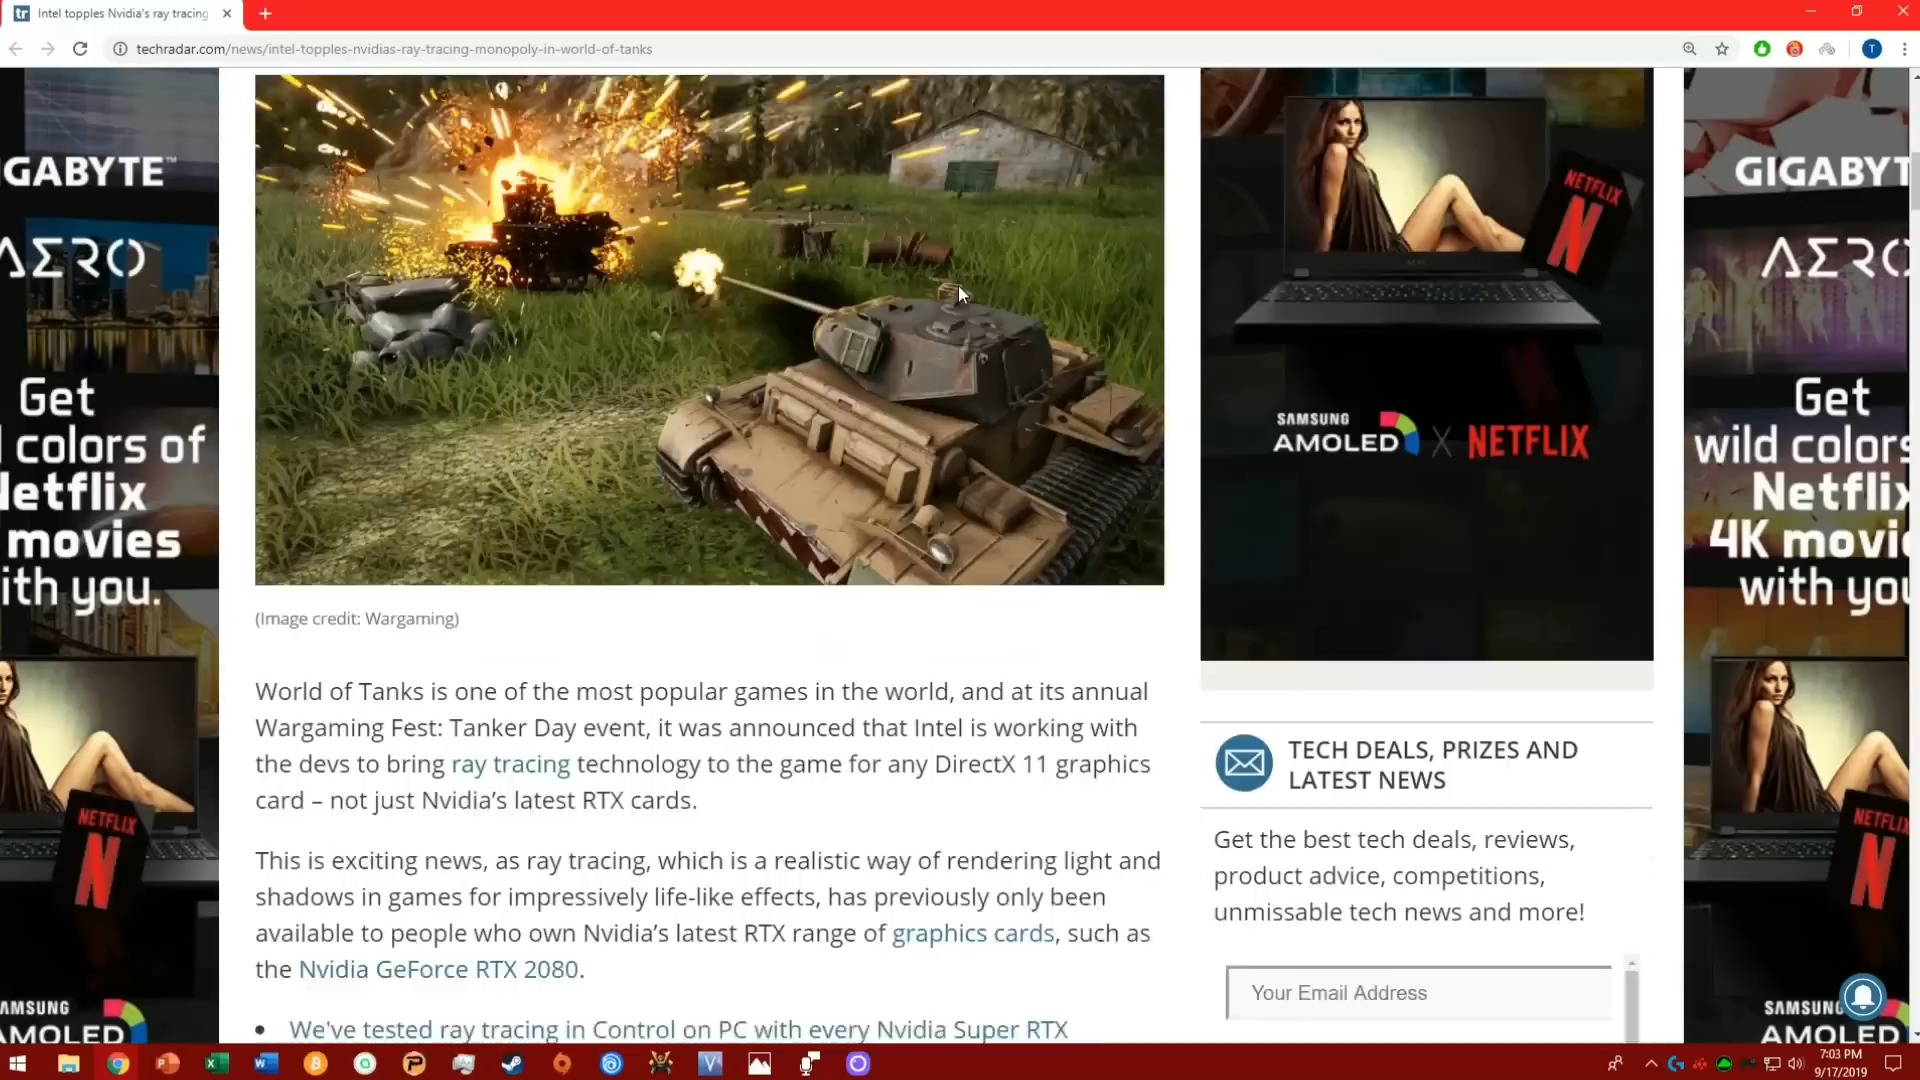 Intel topples Nvidia's ray tracing
techradar.com/news/intel-topples-nvidias-ray-tracing-monopoly-in-world-of-tanks
T
IGABYTE
AERO
Get
l colors of
Netflix
movies
ith you.
NETFLIX
N
AMSUNG
AMOLED
(Image credit: Wargaming)
World of Tanks is one of the most popular games in the world, and at its annual
Wargaming Fest: Tanker Day event, it was announced that Intel is working with
the devs to bring ray tracing technology to the game for any DirectX 11 graphics
card – not just Nvidia's latest RTX cards.
This is exciting news, as ray tracing, which is a realistic way of rendering light and
shadows in games for impressively life-like effects, has previously only been
available to people who own Nvidia's latest RTX range of graphics cards, such as
the Nvidia GeForce RTX 2080.
• We've tested ray tracing in Control on PC with every Nvidia Super RTX
NETFLIX
N
SAMSUNG
AMOLED X NETFLIX
TECH DEALS, PRIZES AND
LATEST NEWS
Get the best tech deals, reviews,
product advice, competitions,
unmissable tech news and more!
Your Email Address
GIGABYT
AERO
Get
wild colors
Netflix
4K movie
with you
NETFLIX
N
SAMSUNG
AMOLED
7:03 PM
9/17/2019